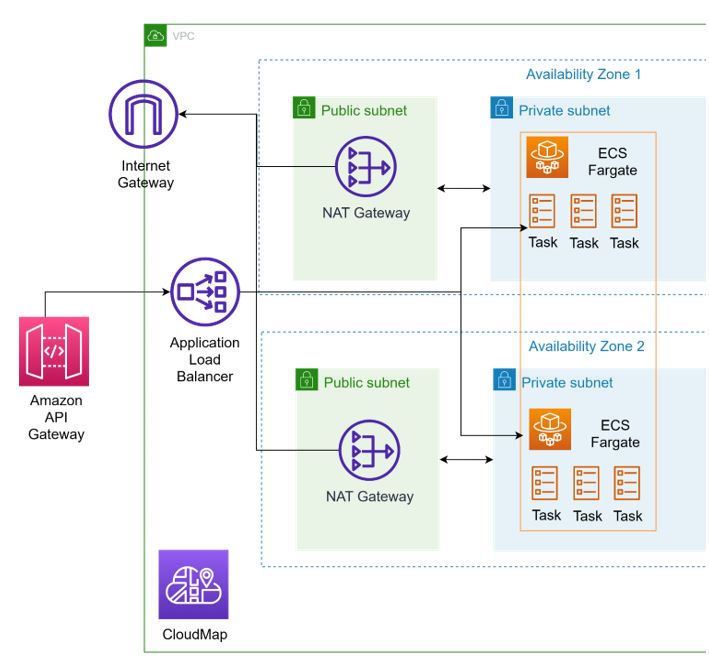 VPC
Availability Zone 1
Public subnet
Private subnet
Internet
Gateway
NAT Gateway
ECS
Fargate
Task
Task
Task
Application
Load
Balancer
Amazon
API
Gateway
Availability Zone 2
Public subnet
Private subnet
NAT Gateway
ECS
Fargate
Task
Task
Task
CloudMap